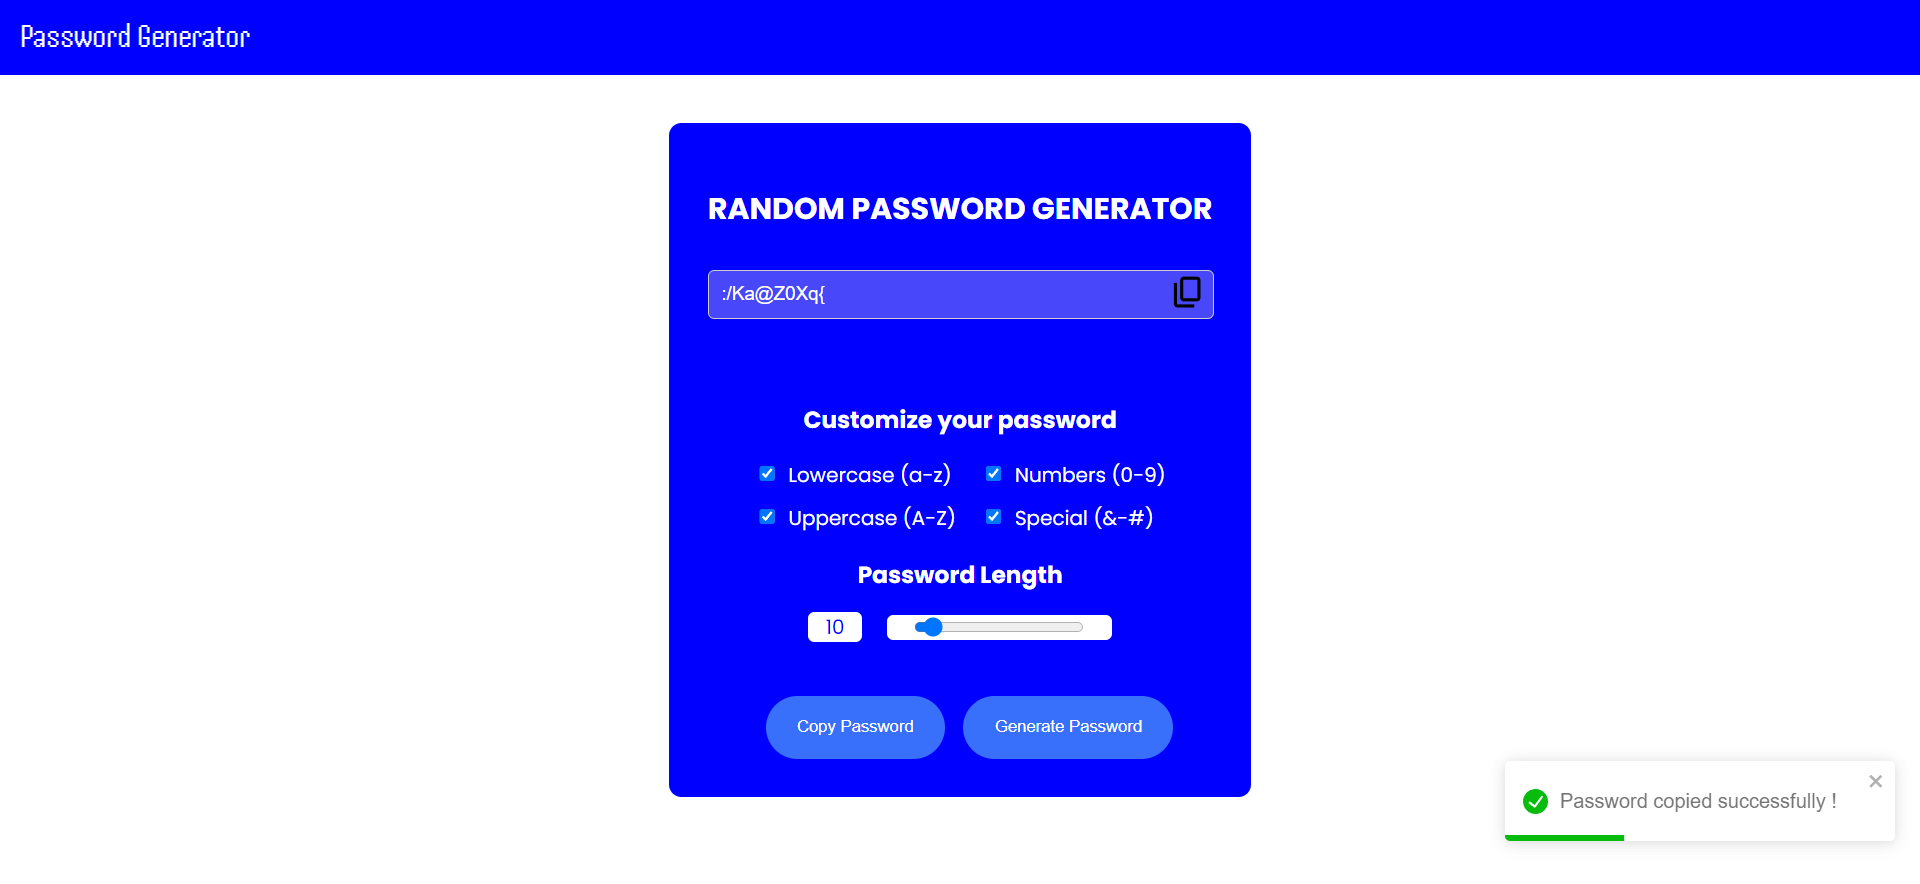 Password Generator
RANDOM PASSWORD GENERATOR
:/Ka@Z0Xq{
Customize your password
Lowercase (a-z) Numbers (0-9)
Uppercase (A-Z) Special (&-#)
Password Length
10
Copy Password Generate Password
Password copied successfully !